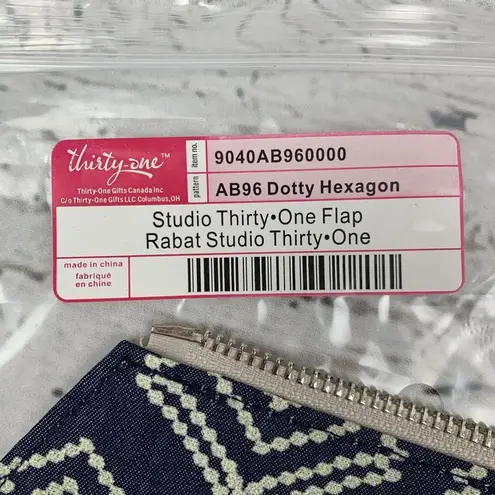 thirty-one™
item no.
9040AB960000
Thirty-One Gifts Canada Inc
C/o Thirty-One Gifts LLC Columbus, OH
pattern
AB96 Dotty Hexagon
Studio Thirty•One Flap
Rabat Studio Thirty•One
made in china
fabriqué
en chine